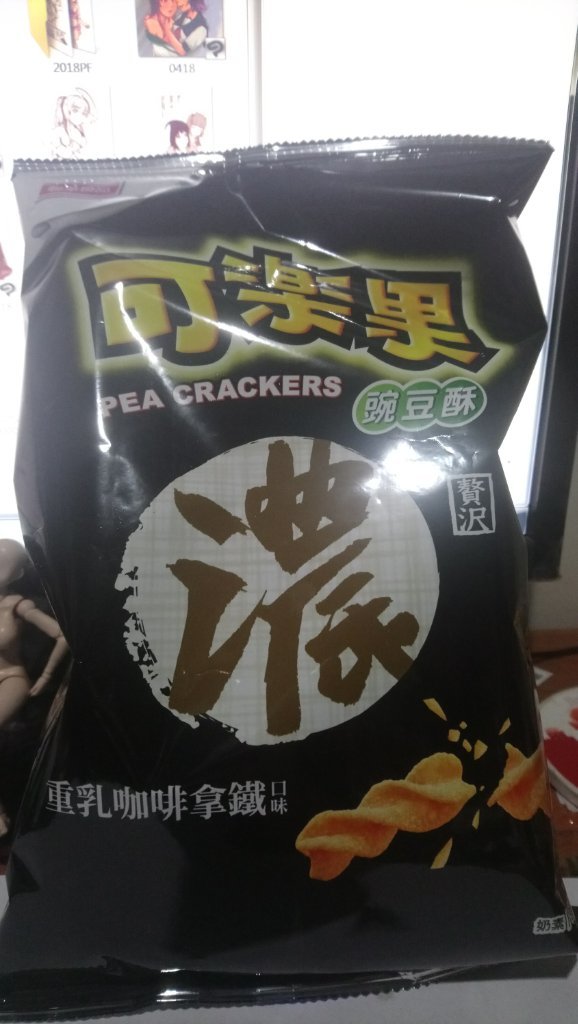 2018PF
0418
可楽果
PEA CRACKERS
豌豆酥
濃
贅沢
重乳咖啡拿鐵口味
奶素